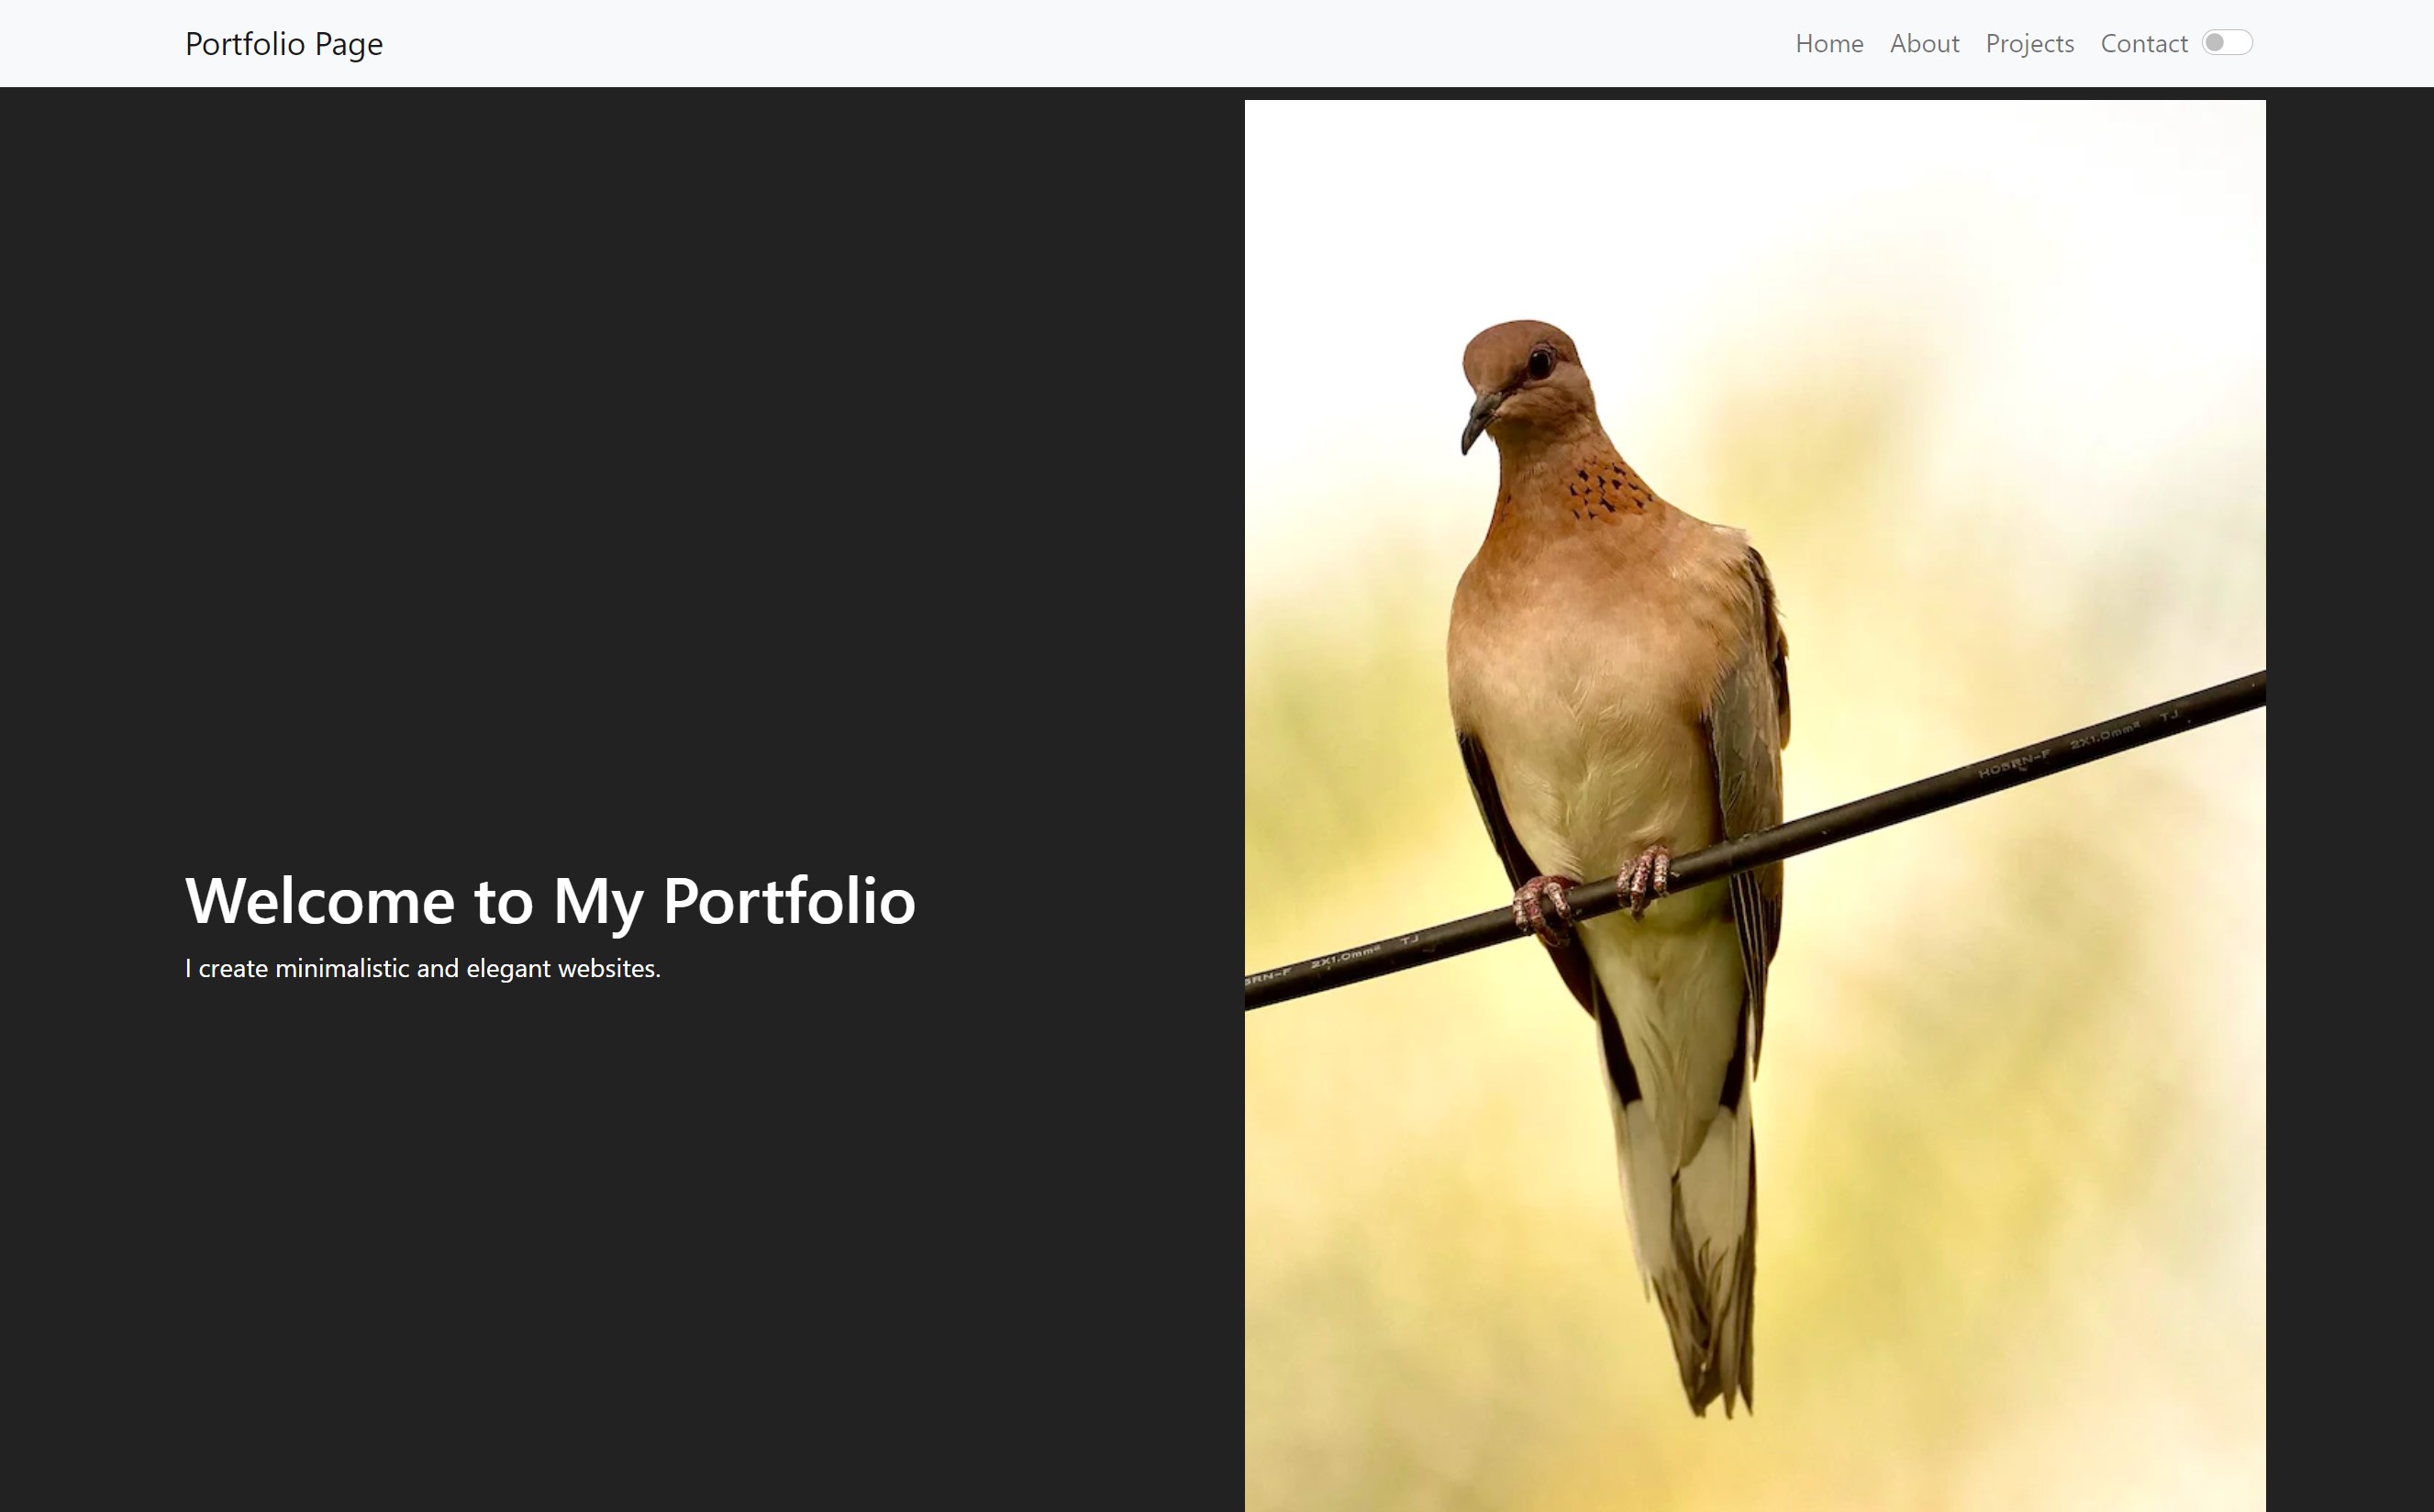 Portfolio Page
Home About Projects Contact
Welcome to My Portfolio
I create minimalistic and elegant websites.
H05RN-F 2X1.0mm² TJ
RN-F 2X1.0mm² TJ